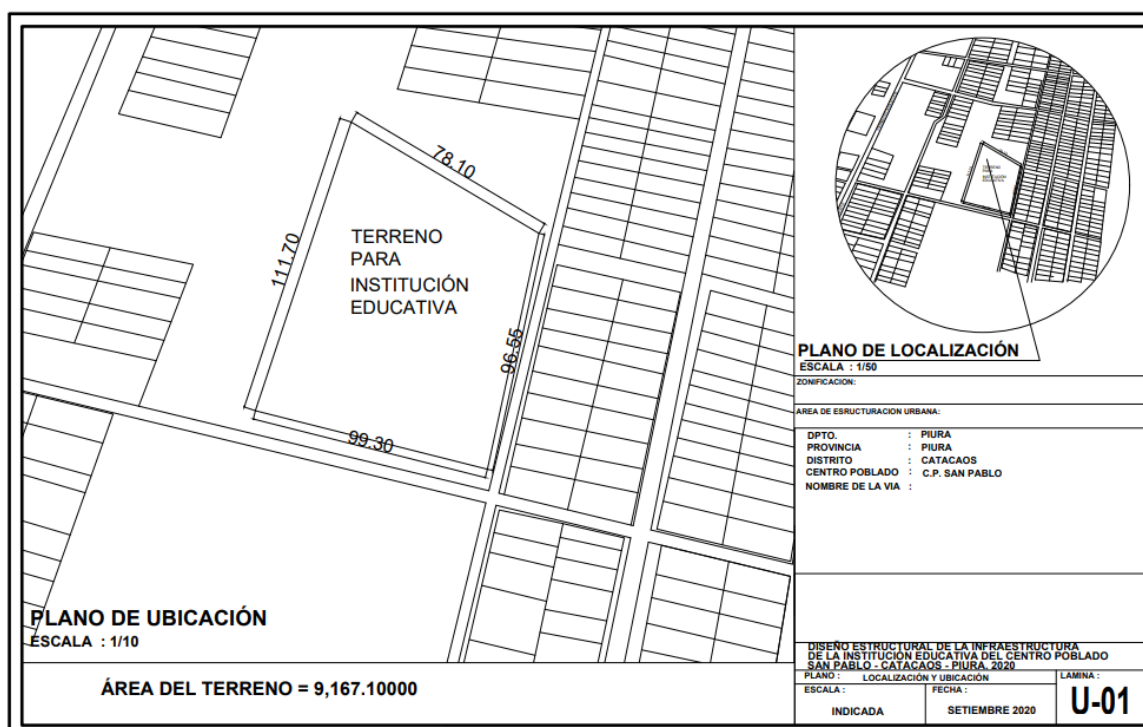 78.10
111.70
TERRENO
PARA
INSTITUCIÓN
EDUCATIVA
96.55
99.30
PLANO DE UBICACIÓN
ESCALA : 1/10
ÁREA DEL TERRENO = 9,167.10000
TERRENO
PARA
INSTITUCIÓN
EDUCATIVA
PLANO DE LOCALIZACIÓN
ESCALA : 1/50
ZONIFICACION:
AREA DE ESRUCTURACION URBANA:
DPTO. : PIURA
PROVINCIA : PIURA
DISTRITO : CATACAOS
CENTRO POBLADO : C.P. SAN PABLO
NOMBRE DE LA VIA :
DISEÑO ESTRUCTURAL DE LA INFRAESTRUCTURA
DE LA INSTITUCIÓN EDUCATIVA DEL CENTRO POBLADO
SAN PABLO - CATACAOS - PIURA. 2020
PLANO : LOCALIZACIÓN Y UBICACIÓN
LAMINA :
ESCALA :
FECHA :
INDICADA
SETIEMBRE 2020
U-01